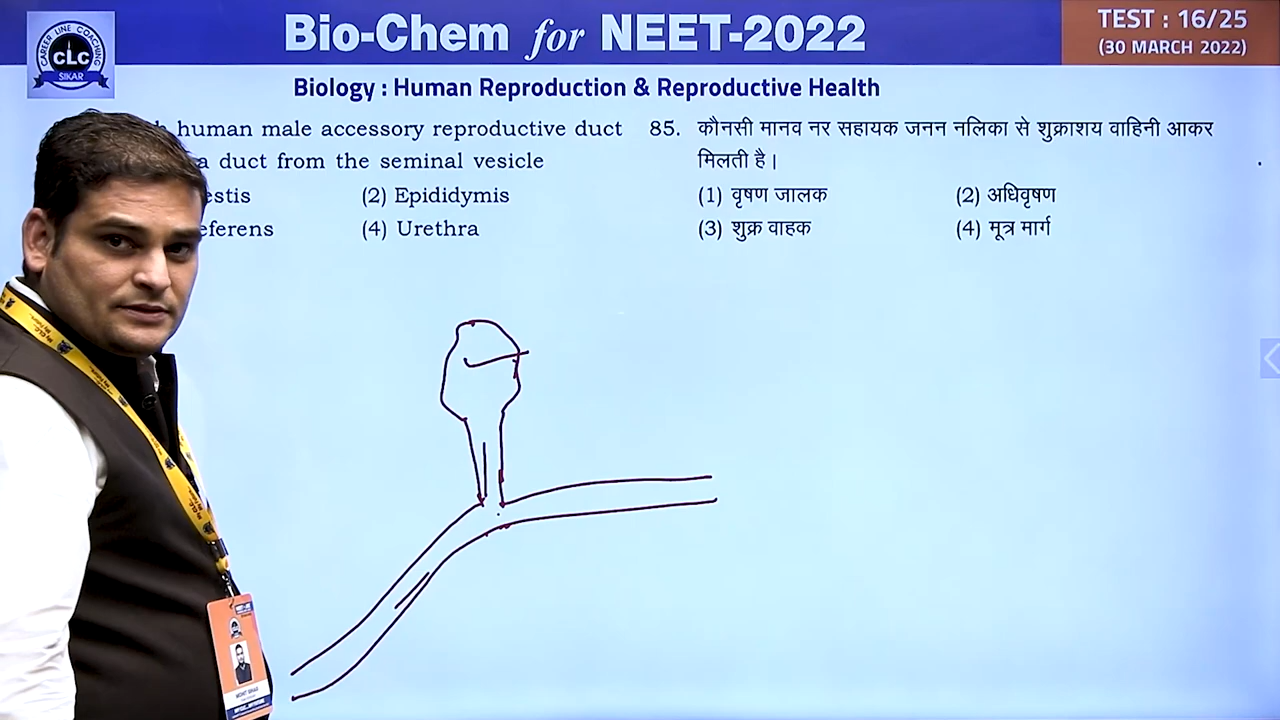 CAREER LINE COACHING
CLC
SIKAR
Bio-Chem for NEET-2022
TEST : 16/25
(30 MARCH 2022)
Biology : Human Reproduction & Reproductive Health
human male accessory reproductive duct
a duct from the seminal vesicle
(2) Epididymis
(4) Urethra
85. कौनसी मानव नर सहायक जनन नलिका से शुक्राशय वाहिनी आकर
मिलती है।
(1) वृषण जालक (2) अधिवृषण
(3) शुक्र वाहक (4) मूत्र मार्ग